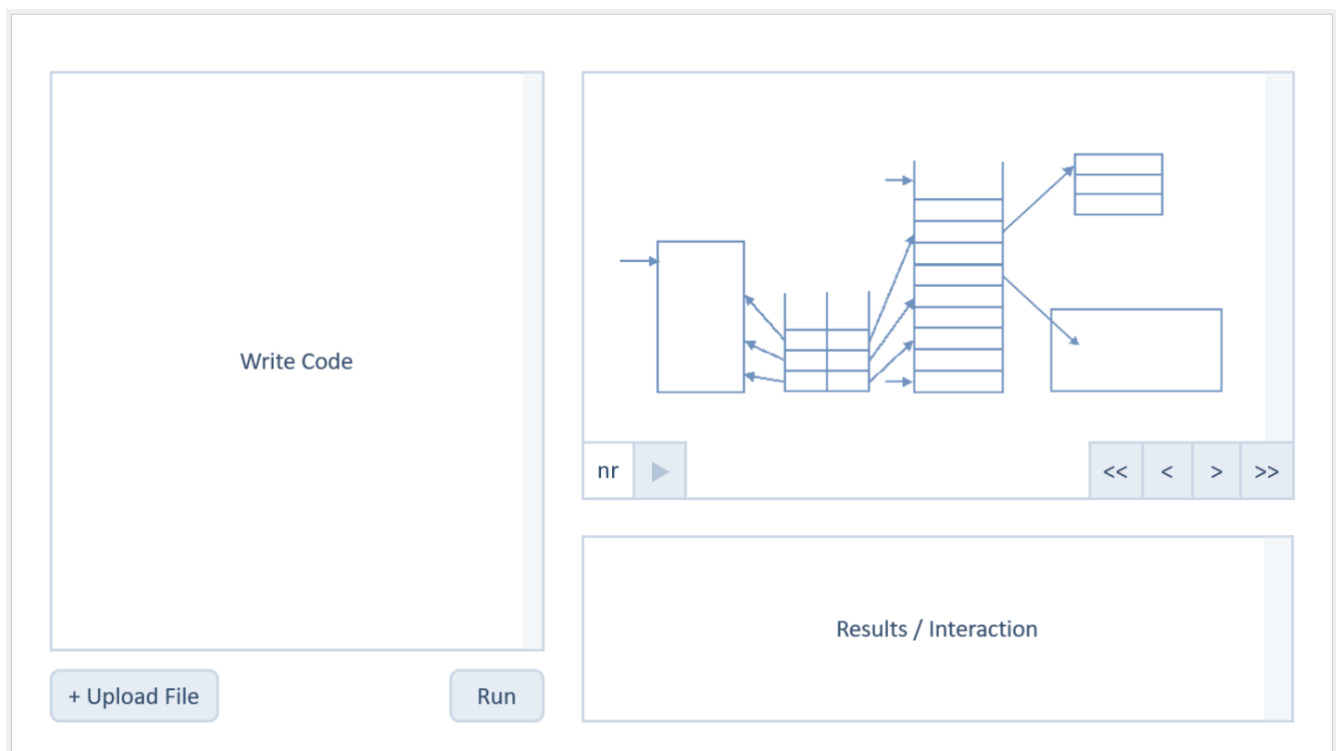 Write Code
+ Upload File
Run
nr
<<
<
>
>>
Results / Interaction